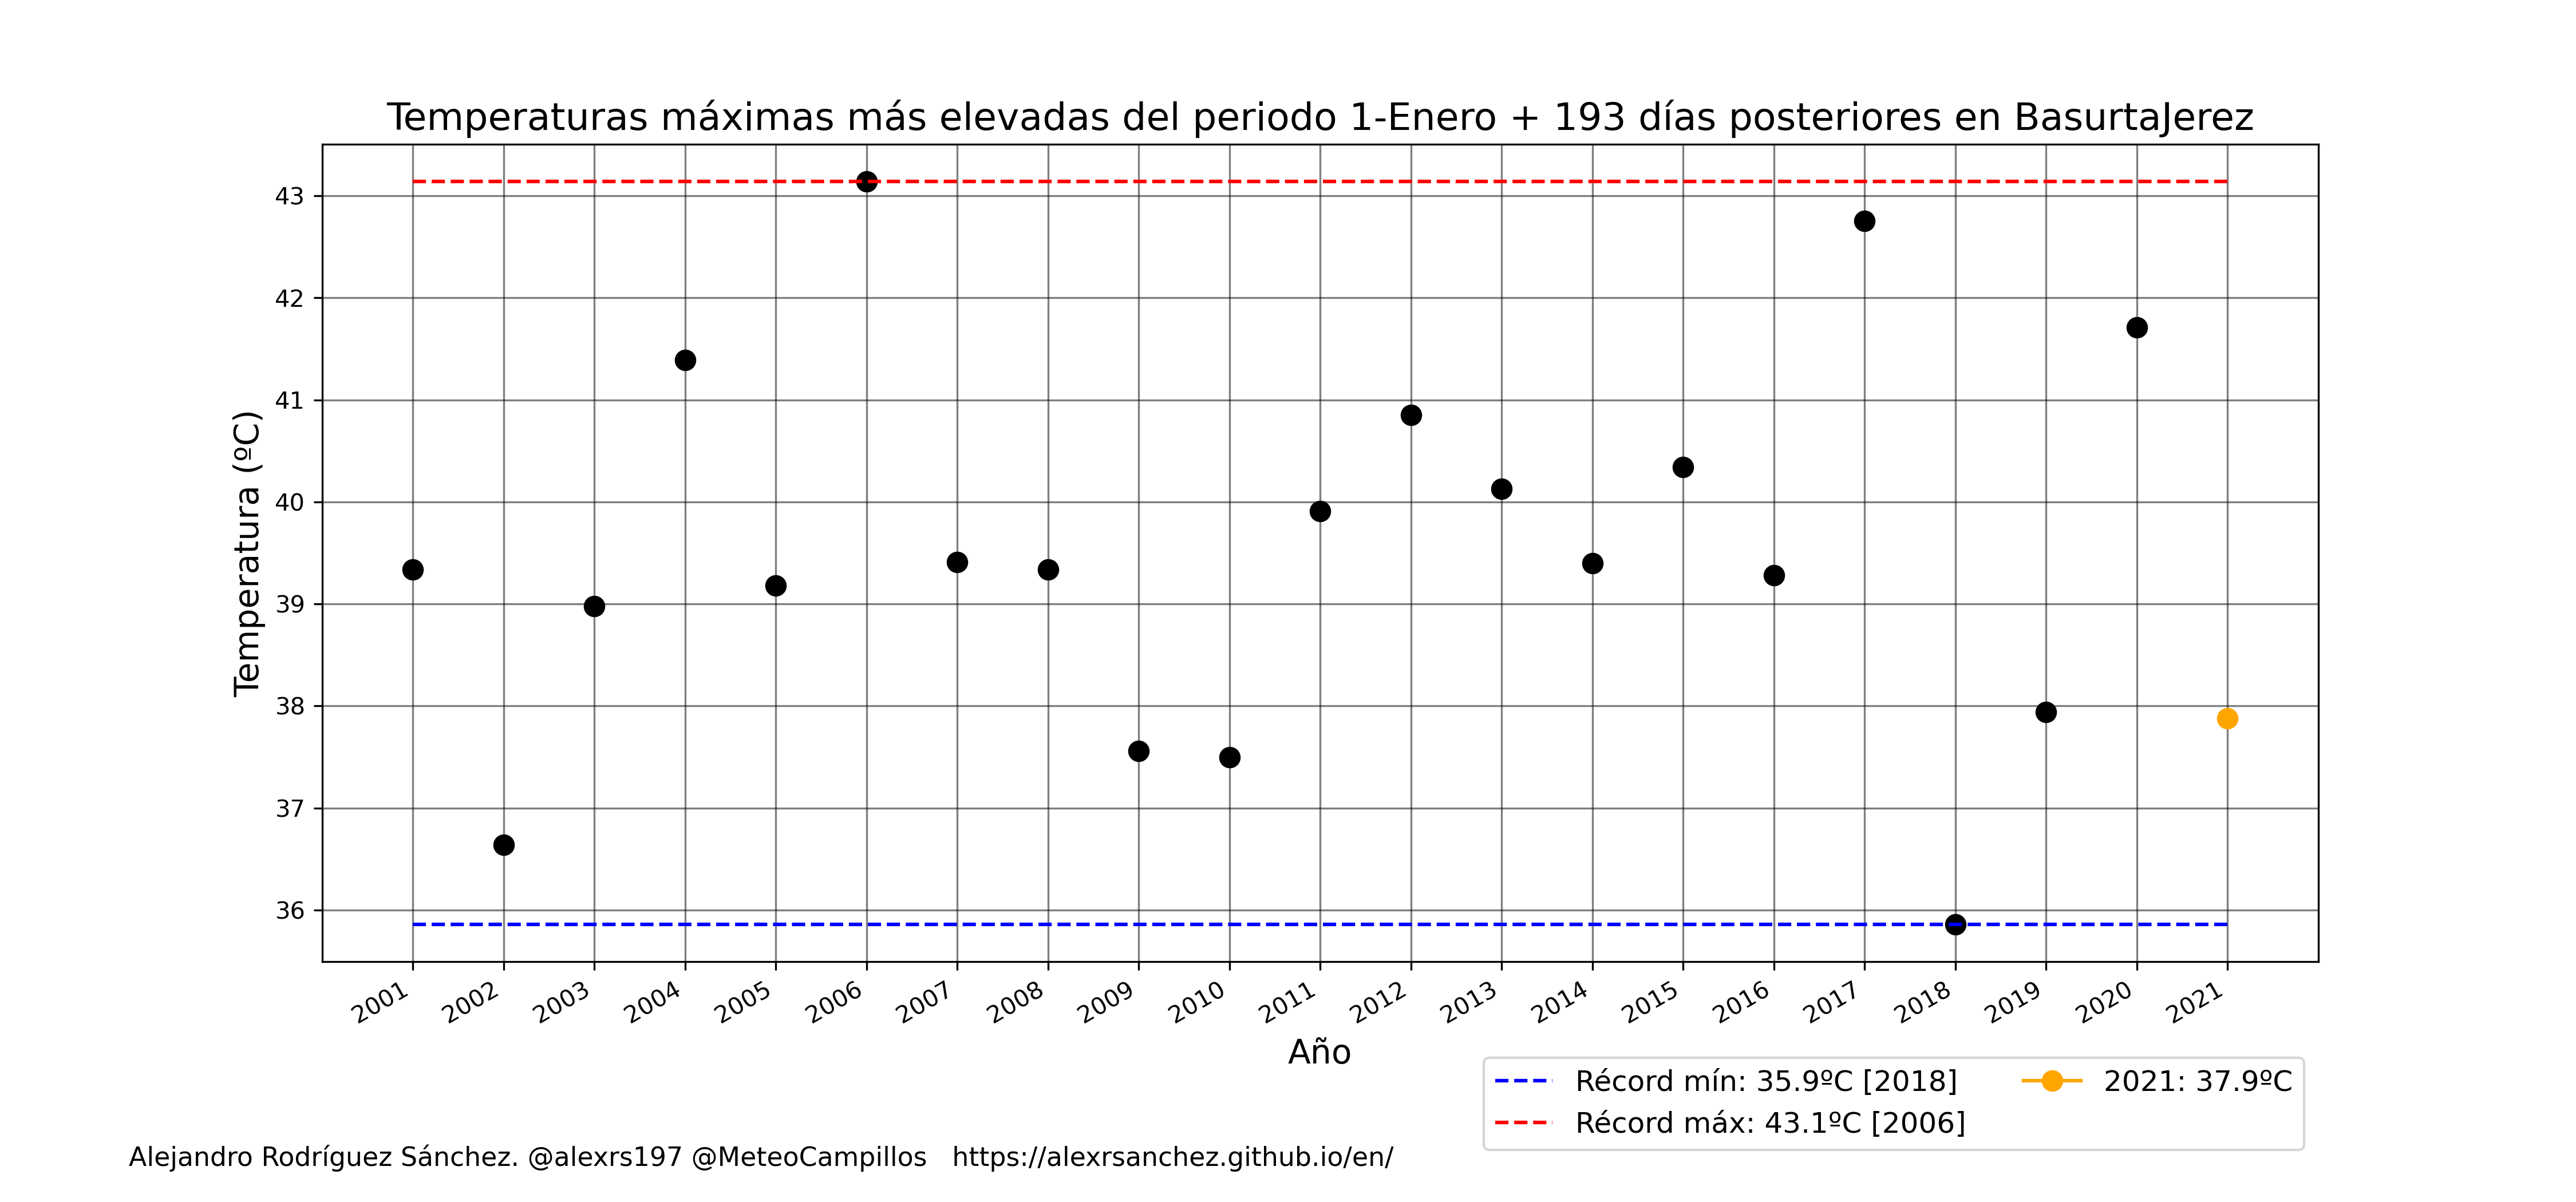 Temperaturas máximas más elevadas del periodo 1-Enero + 193 días posteriores en BasurtaJerez
Temperatura (ºC)
43
42
41
40
39
38
37
36
2001 2002 2003 2004 2005 2006 2007 2008 2009 2010 2011 2012 2013 2014 2015 2016 2017 2018 2019 2020 2021
Año
Récord mín: 35.9ºC [2018]
Récord máx: 43.1ºC [2006]
2021: 37.9ºC
Alejandro Rodríguez Sánchez. @alexrs197 @MeteoCampillos https://alexrsanchez.github.io/en/